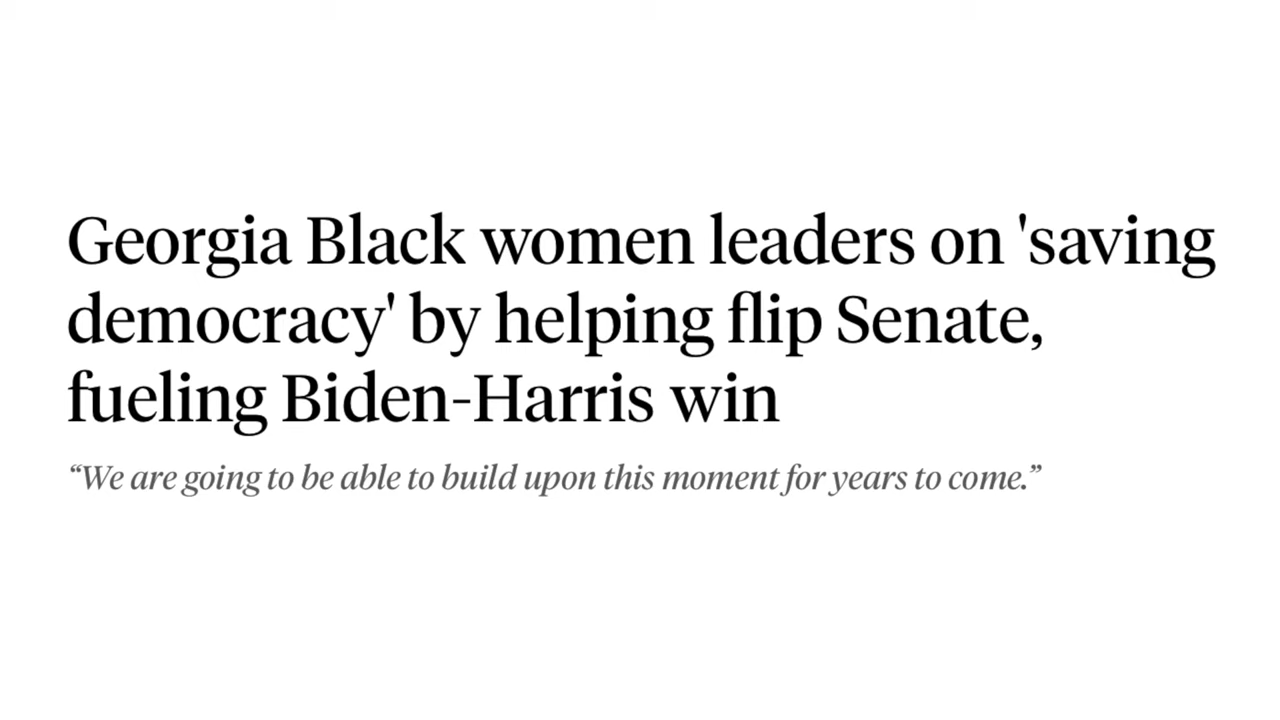 Georgia Black women leaders on 'saving
democracy' by helping flip Senate,
fueling Biden-Harris win
“We are going to be able to build upon this moment for years to come.”